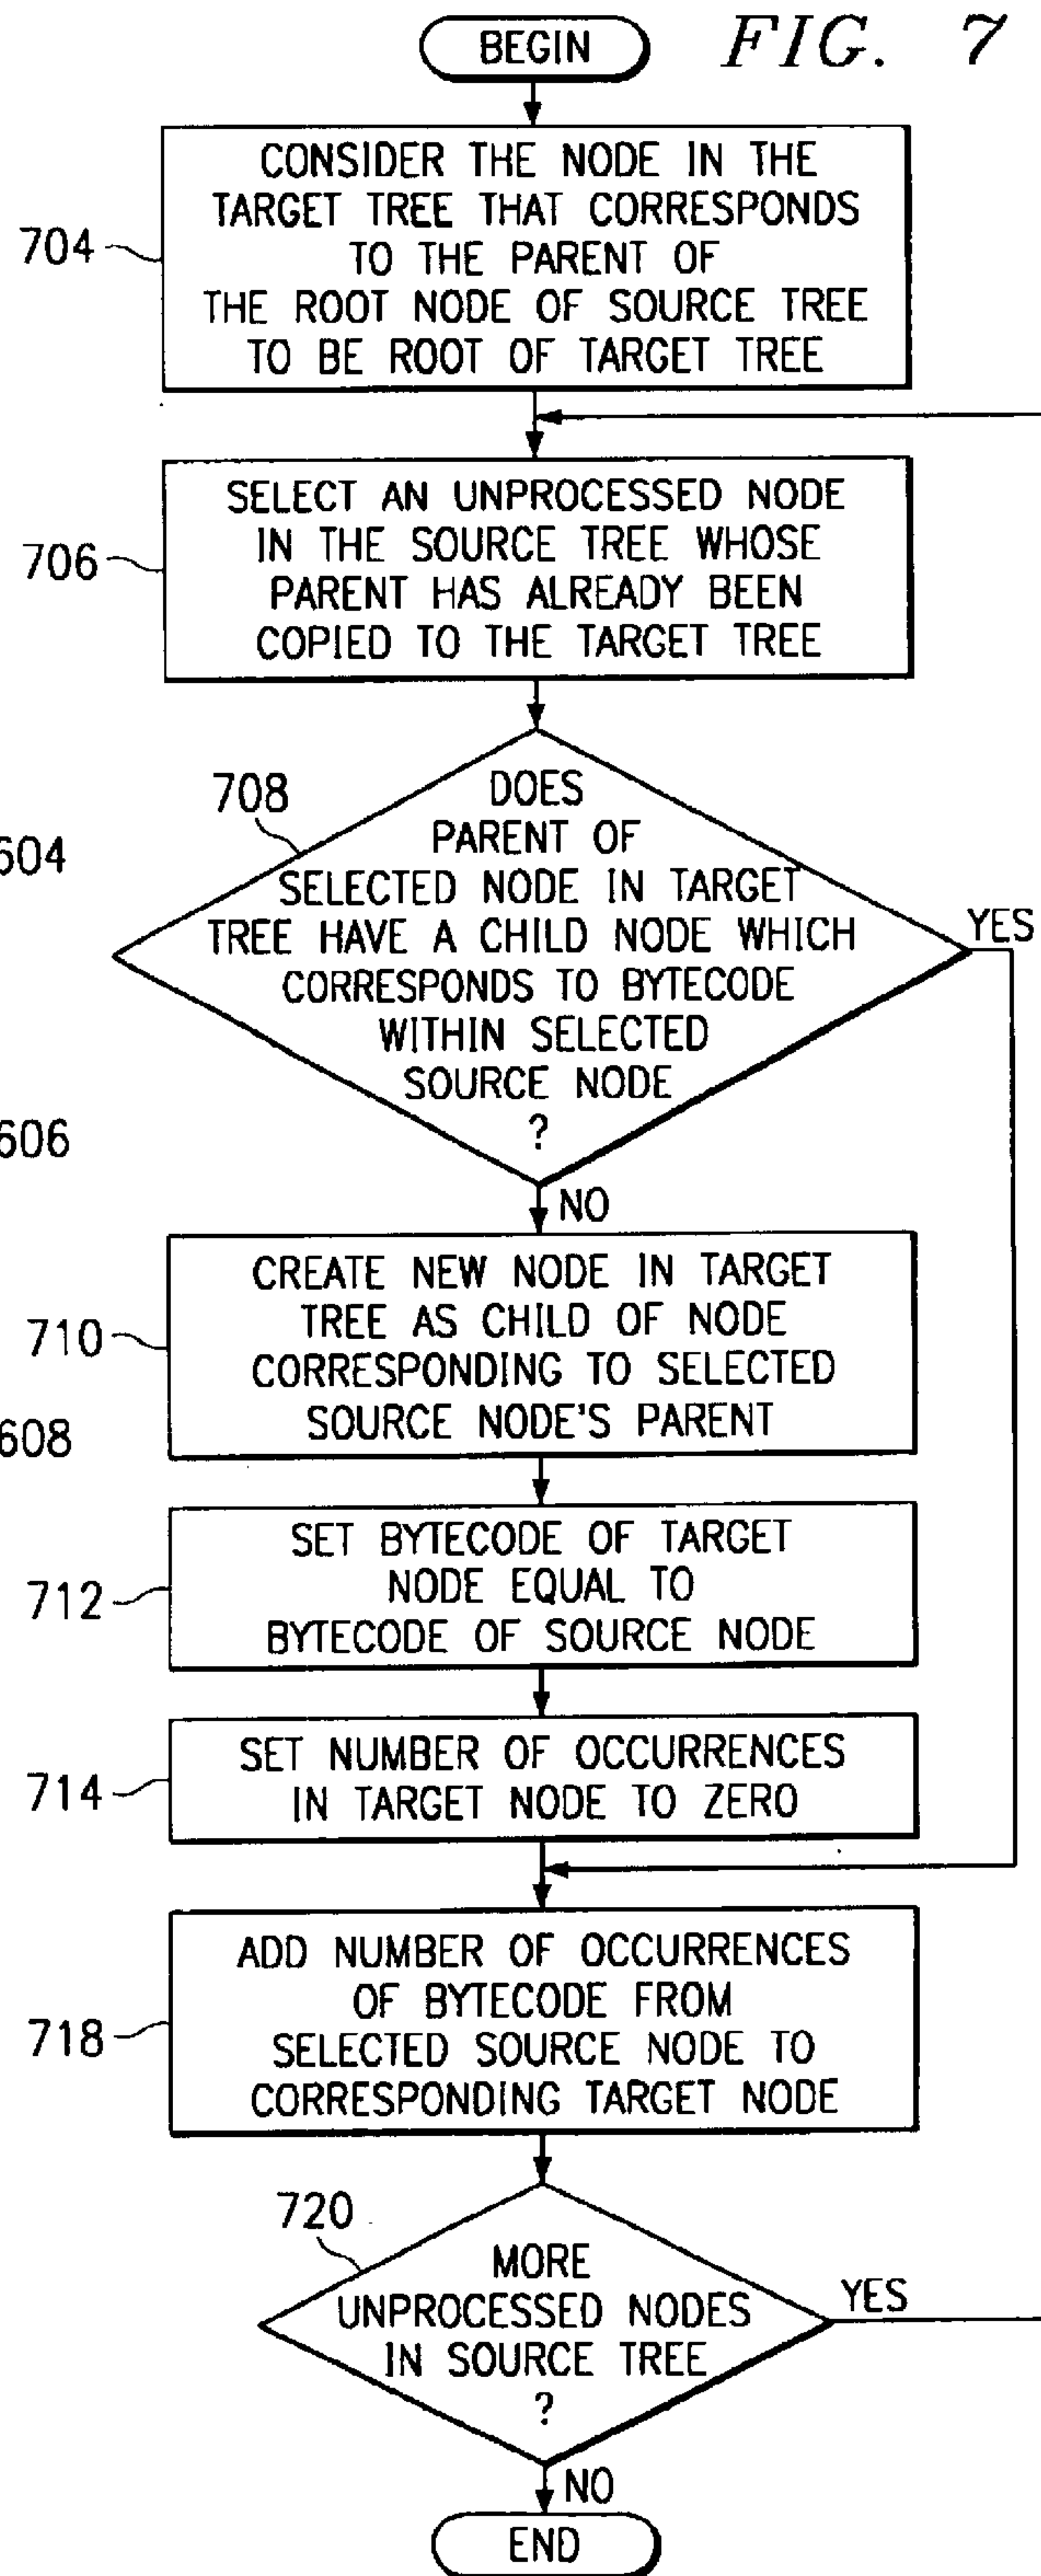 BEGIN
FIG. 7
704
CONSIDER THE NODE IN THE
TARGET TREE THAT CORRESPONDS
TO THE PARENT OF
THE ROOT NODE OF SOURCE TREE
TO BE ROOT OF TARGET TREE
706
SELECT AN UNPROCESSED NODE
IN THE SOURCE TREE WHOSE
PARENT HAS ALREADY BEEN
COPIED TO THE TARGET TREE
708
604
DOES
PARENT OF
SELECTED NODE IN TARGET
TREE HAVE A CHILD NODE WHICH
CORRESPONDS TO BYTECODE
WITHIN SELECTED
SOURCE NODE
?
YES
606
NO
710
CREATE NEW NODE IN TARGET
TREE AS CHILD OF NODE
CORRESPONDING TO SELECTED
SOURCE NODE'S PARENT
608
712
SET BYTECODE OF TARGET
NODE EQUAL TO
BYTECODE OF SOURCE NODE
714
SET NUMBER OF OCCURRENCES
IN TARGET NODE TO ZERO
718
ADD NUMBER OF OCCURRENCES
OF BYTECODE FROM
SELECTED SOURCE NODE TO
CORRESPONDING TARGET NODE
720
MORE
UNPROCESSED NODES
IN SOURCE TREE
?
YES
NO
END